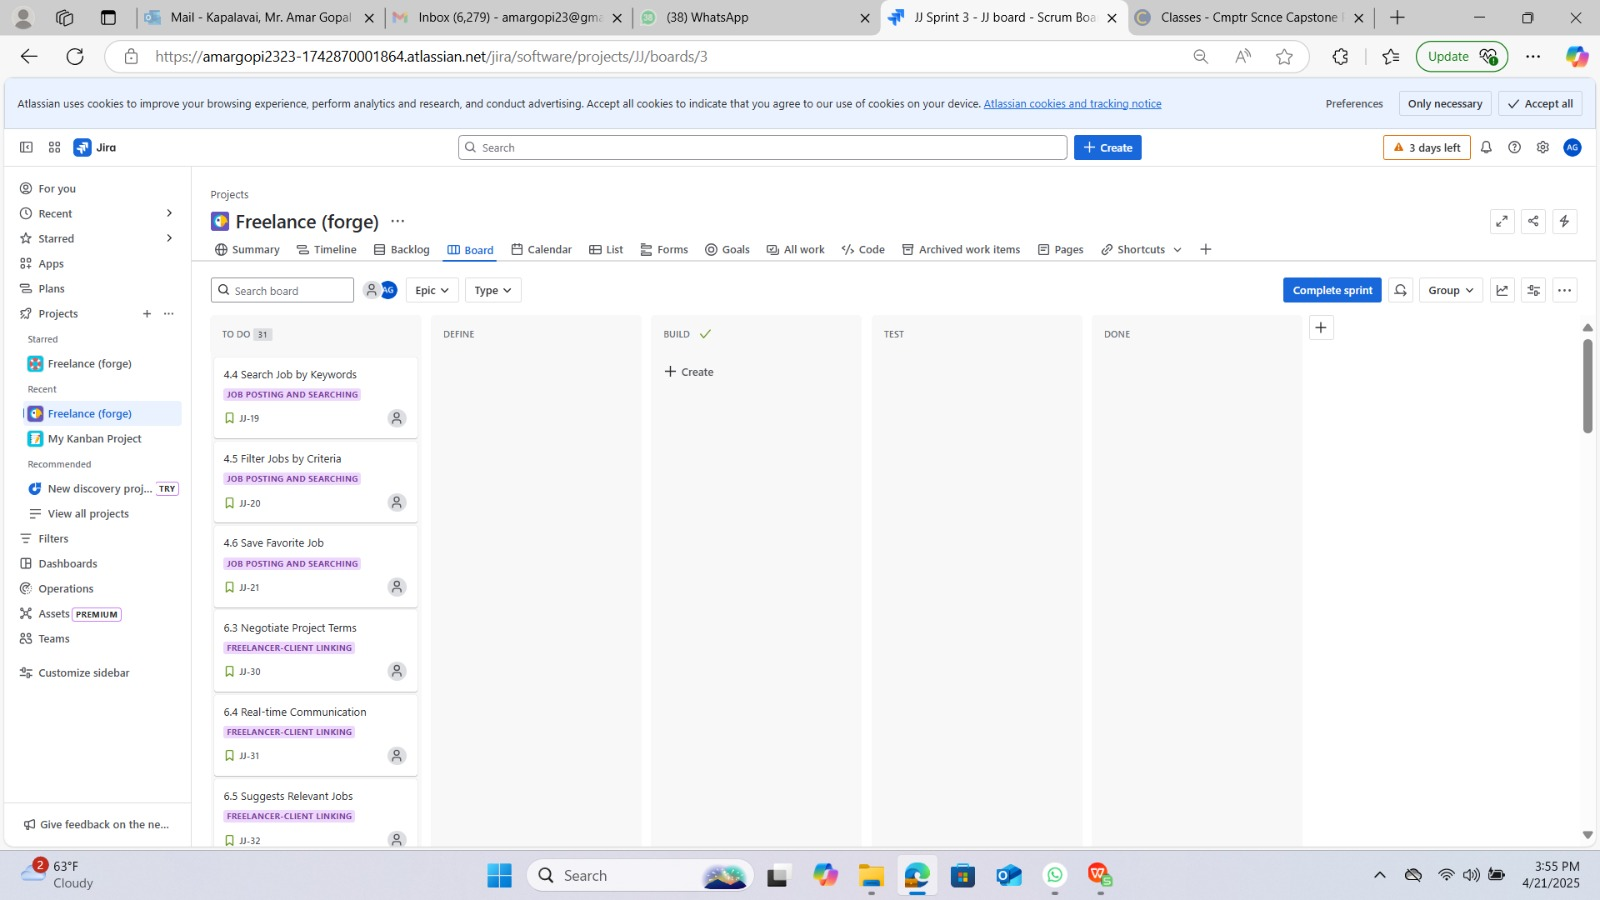 Mail - Kapalavai, Mr. Amar Gopal
Inbox (6,279) - amargopi23@gma
(38) WhatsApp
JJ Sprint 3 - JJ board - Scrum Boa
Classes - Cmptr Scnce Capstone
https://amargopi2323-1742870001864.atlassian.net/jira/software/projects/JJ/boards/3
Update
Atlassian uses cookies to improve your browsing experience, perform analytics and research, and conduct advertising. Accept all cookies to indicate that you agree to our use of cookies on your device. Atlassian cookies and tracking notice
Preferences
Only necessary
Accept all
Jira
Search
Create
3 days left
AG
For you
Recent
Starred
Apps
Plans
Projects
Starred
Freelance (forge)
Recent
Freelance (forge)
My Kanban Project
Recommended
New discovery proj... TRY
View all projects
Filters
Dashboards
Operations
Assets PREMIUM
Teams
Customize sidebar
Give feedback on the ne...
Projects
Freelance (forge)
Summary
Timeline
Backlog
Board
Calendar
List
Forms
Goals
All work
Code
Archived work items
Pages
Shortcuts
Search board
AG
Epic
Type
Complete sprint
Group
TO DO 31
DEFINE
BUILD
TEST
DONE
Create
4.4 Search Job by Keywords
JOB POSTING AND SEARCHING
JJ-19
4.5 Filter Jobs by Criteria
JOB POSTING AND SEARCHING
JJ-20
4.6 Save Favorite Job
JOB POSTING AND SEARCHING
JJ-21
6.3 Negotiate Project Terms
FREELANCER-CLIENT LINKING
JJ-30
6.4 Real-time Communication
FREELANCER-CLIENT LINKING
JJ-31
6.5 Suggests Relevant Jobs
FREELANCER-CLIENT LINKING
JJ-32
2
63°F
Cloudy
Search
3:55 PM
4/21/2025